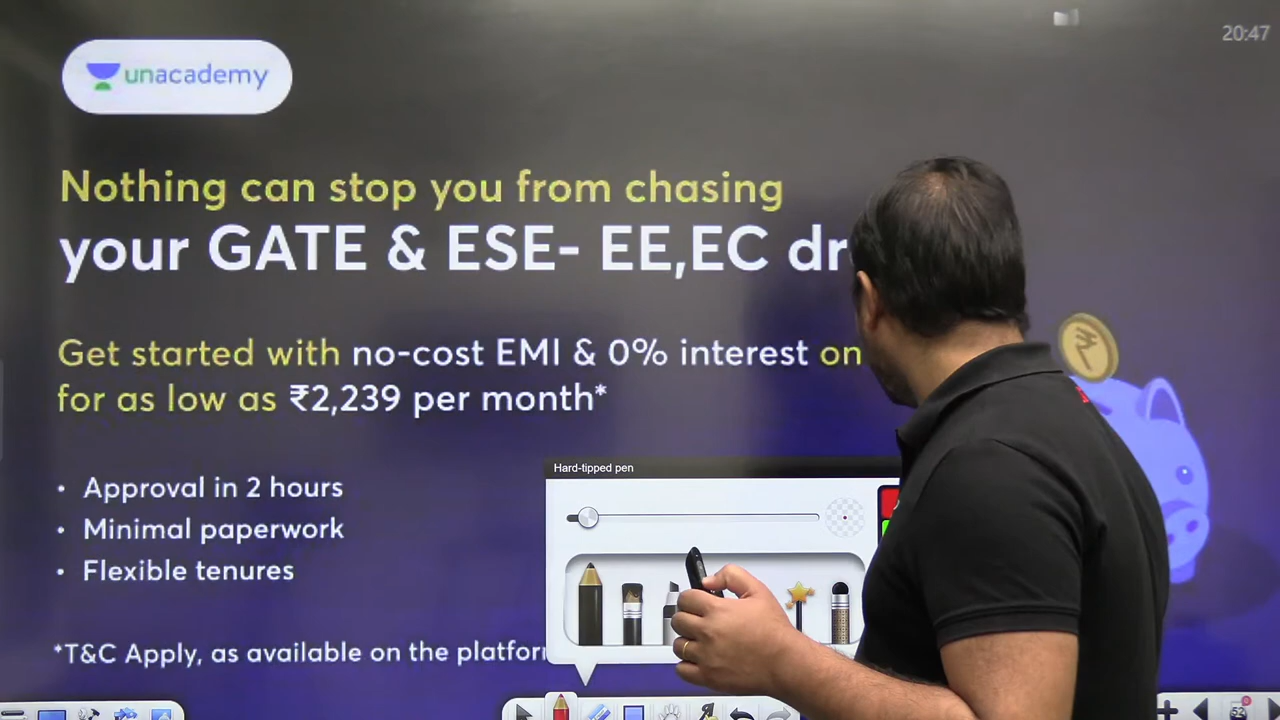 20:47
unacademy
Nothing can stop you from chasing
your GATE & ESE- EE,EC
Get started with no-cost EMI & 0% interest on
for as low as ₹2,239 per month*
• Approval in 2 hours
• Minimal paperwork
• Flexible tenures
Hard-tipped pen
*T&C Apply, as available on the
52